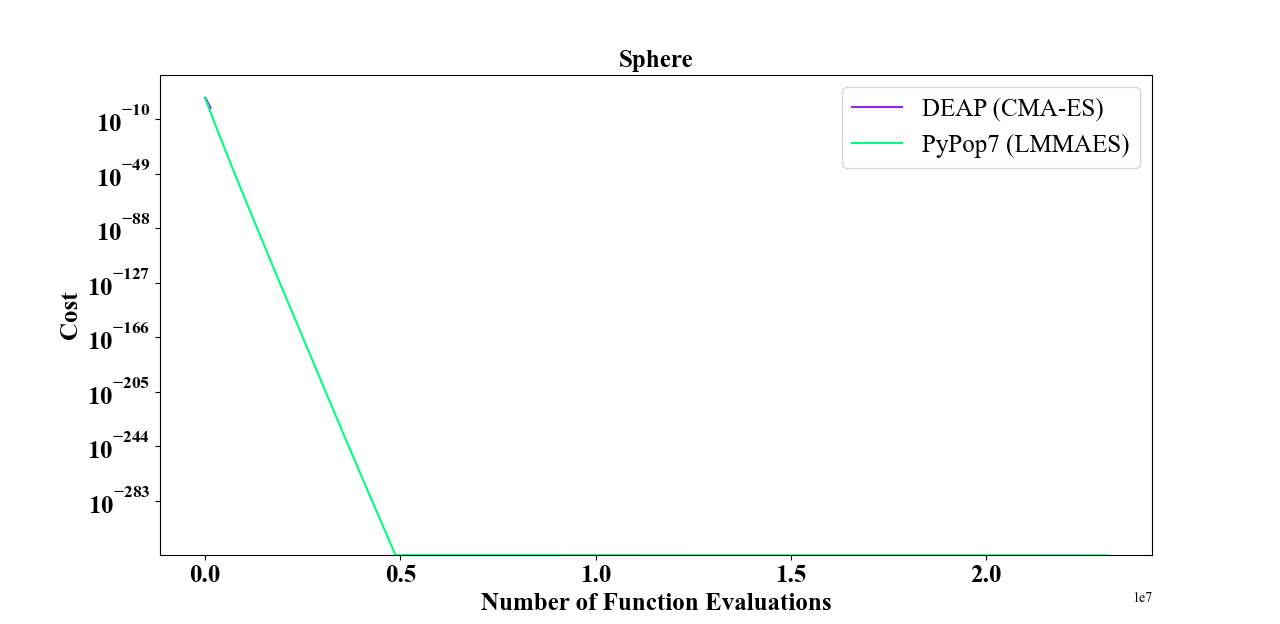 Sphere
DEAP (CMA-ES)
PyPop7 (LMMAES)
10⁻¹⁰
10⁻⁴⁹
10⁻⁸⁸
10⁻¹²⁷
10⁻¹⁶⁶
10⁻²⁰⁵
10⁻²⁴⁴
10⁻²⁸³
Cost
0.0 0.5 1.0 1.5 2.0
Number of Function Evaluations
1e7